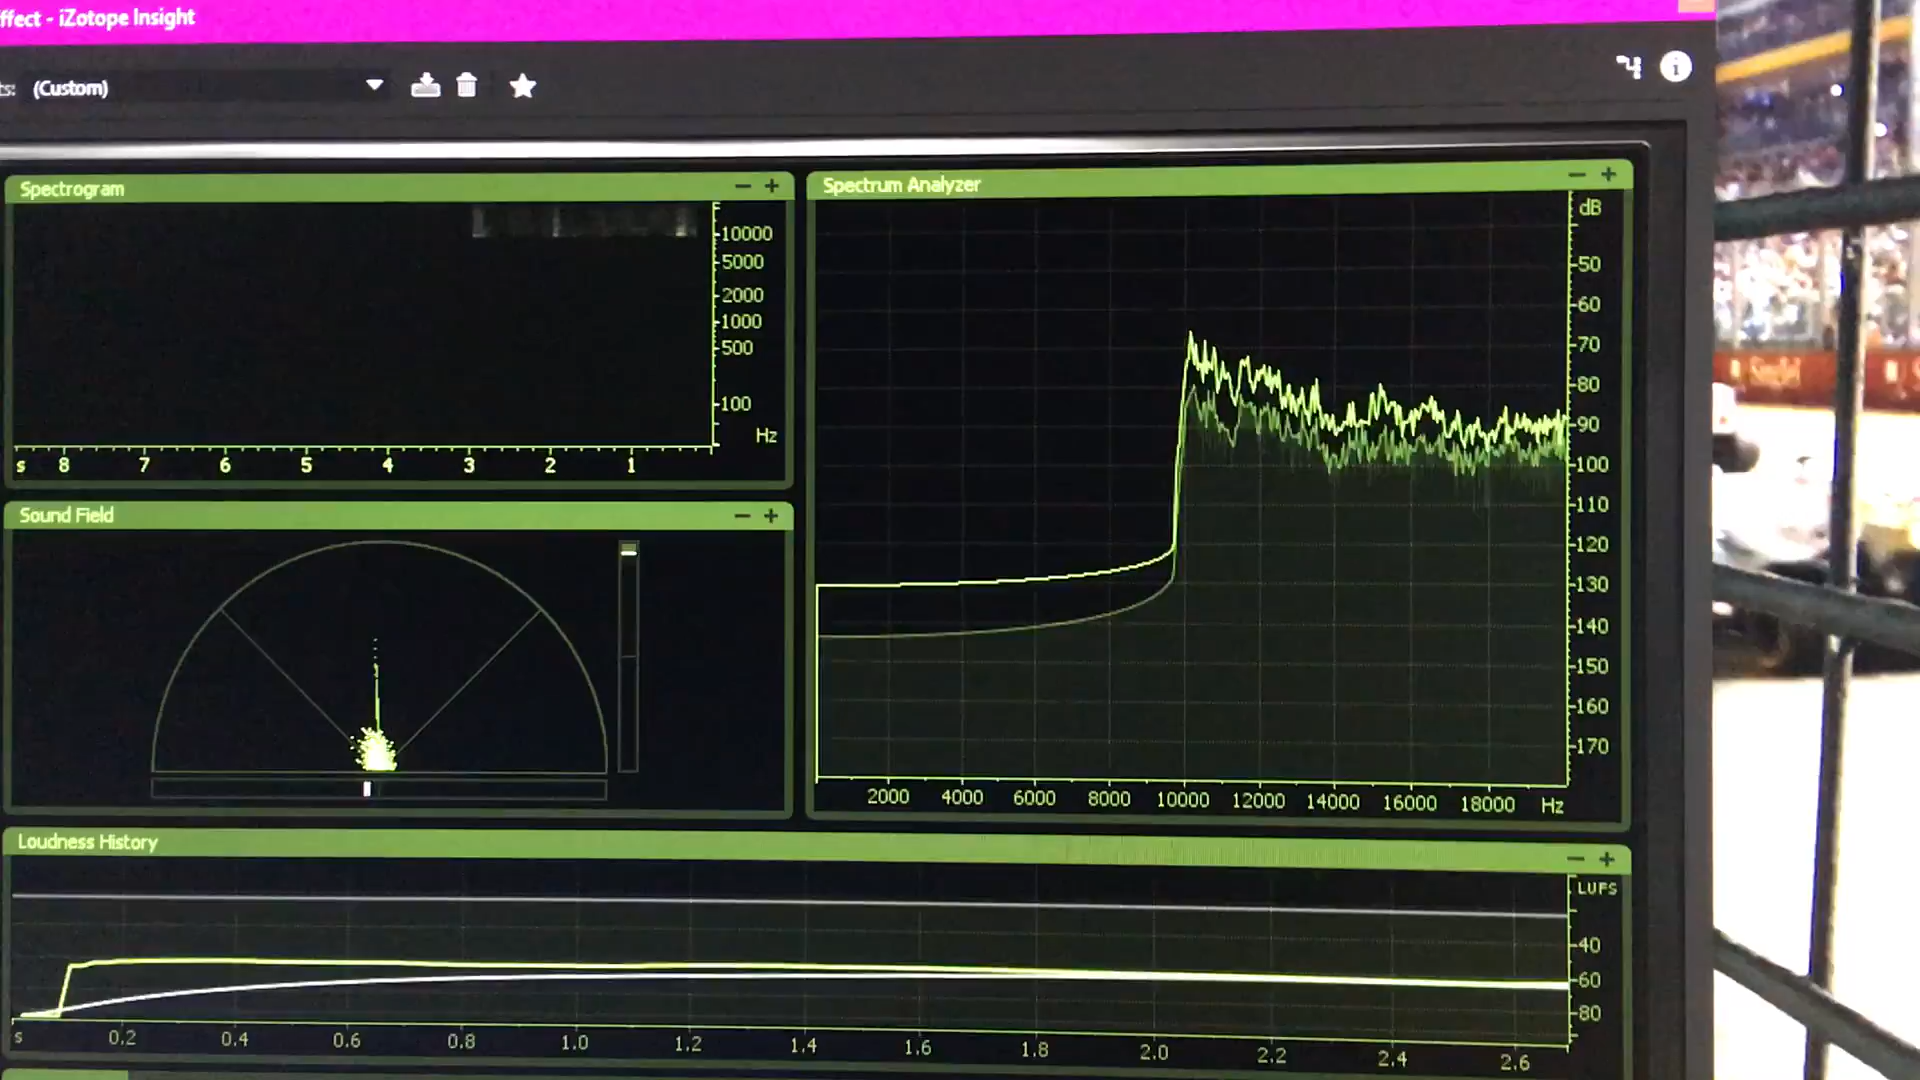 ffect - iZotope Insight
ts: (Custom)
Spectrogram
10000
5000
2000
1000
500
100
Hz
s 8 7 6 5 4 3 2 1
Spectrum Analyzer
dB
-50
-60
-70
-80
-90
-100
-110
-120
-130
-140
-150
-160
-170
2000 4000 6000 8000 10000 12000 14000 16000 18000 Hz
Sound Field
Loudness History
LUFS
-40
-60
-80
s 0.2 0.4 0.6 0.8 1.0 1.2 1.4 1.6 1.8 2.0 2.2 2.4 2.6